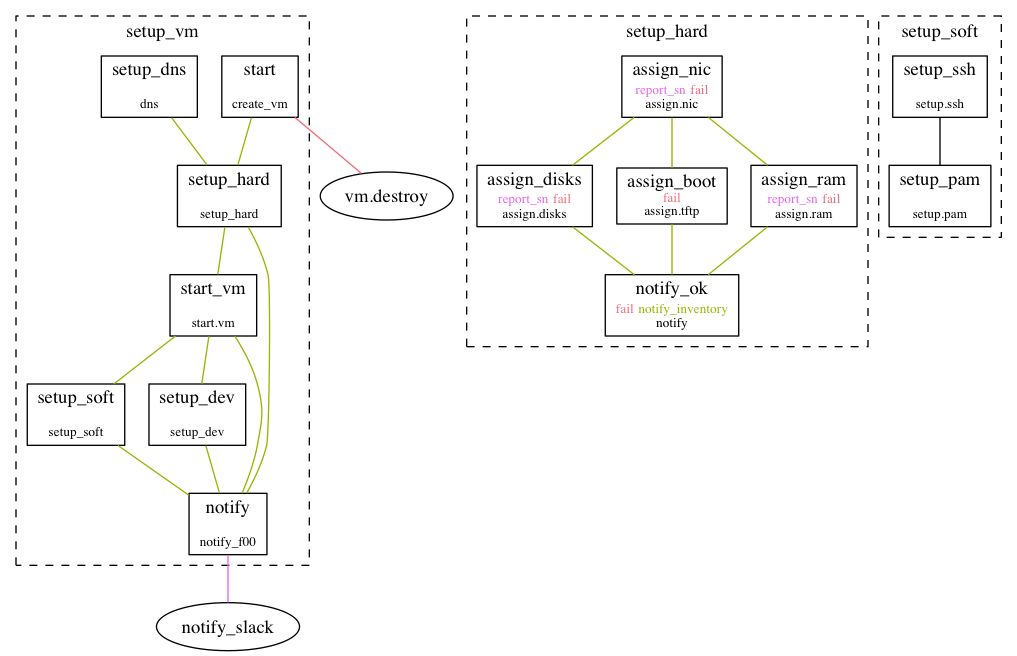 setup_vm
setup_dns
dns
start
create_vm
setup_hard
setup_hard
vm.destroy
start_vm
start.vm
setup_soft
setup_soft
setup_dev
setup_dev
notify
notify_f00
notify_slack
setup_hard
assign_nic
report_sn fail
assign.nic
assign_disks
report_sn fail
assign.disks
assign_boot
fail
assign.tftp
assign_ram
report_sn fail
assign.ram
notify_ok
fail notify_inventory
notify
setup_soft
setup_ssh
setup.ssh
setup_pam
setup.pam